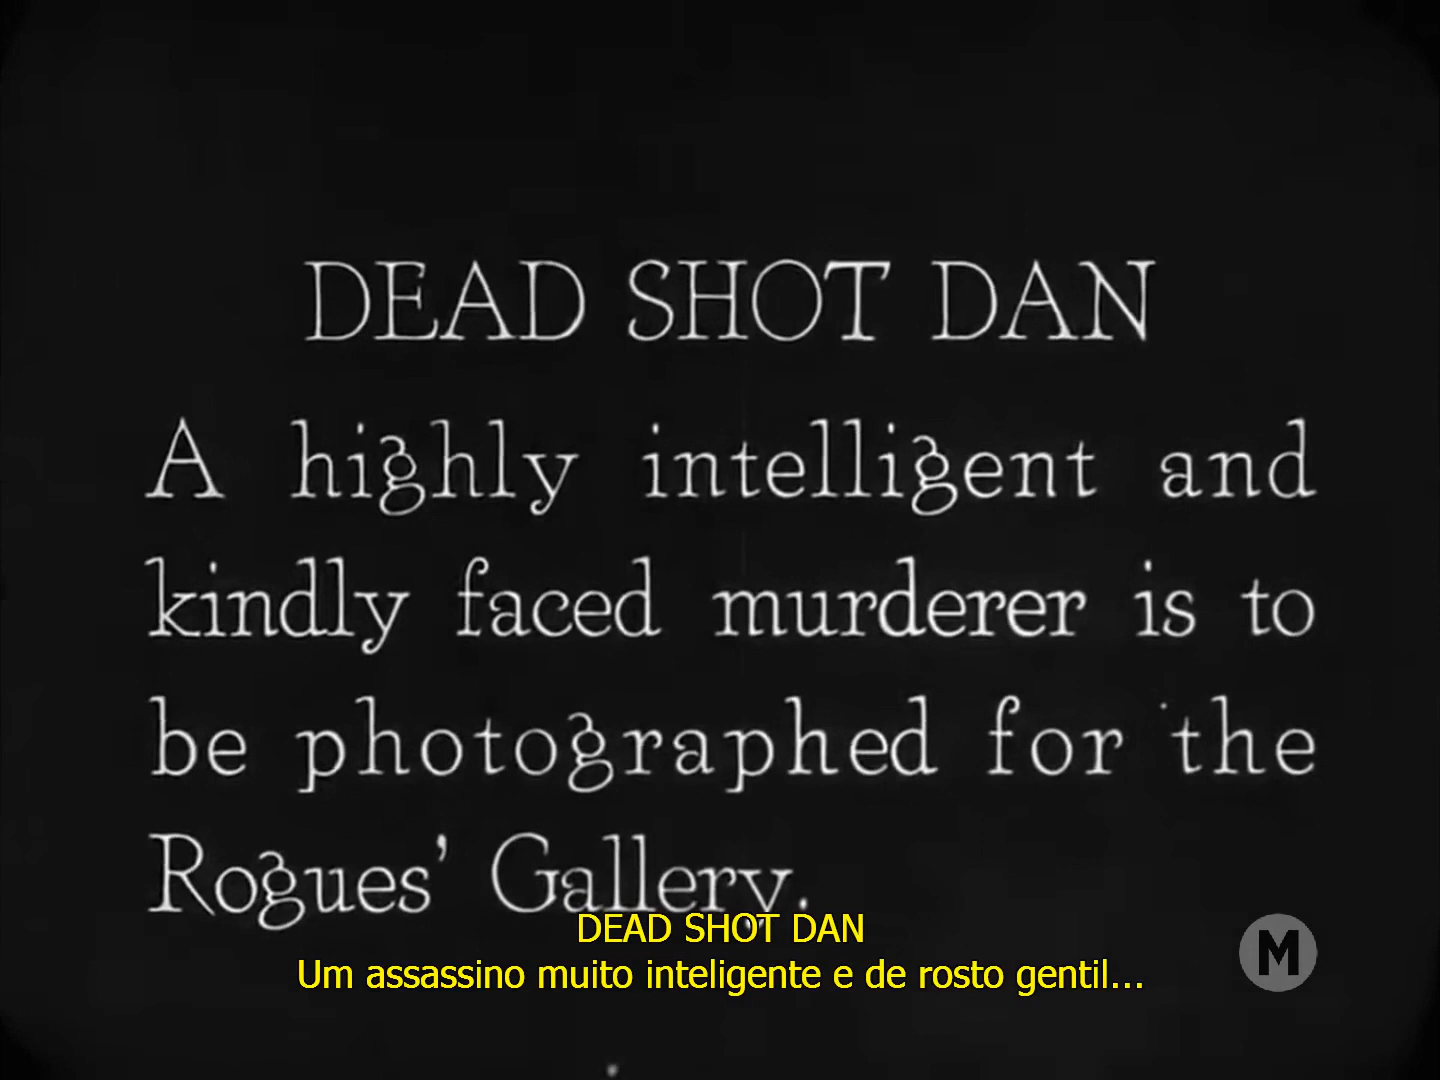 DEAD SHOT DAN
A highly intelligent and
kindly faced murderer is to
be photographed for the
Rogues' Gallery.
DEAD SHOT DAN
Um assassino muito inteligente e de rosto gentil...
M